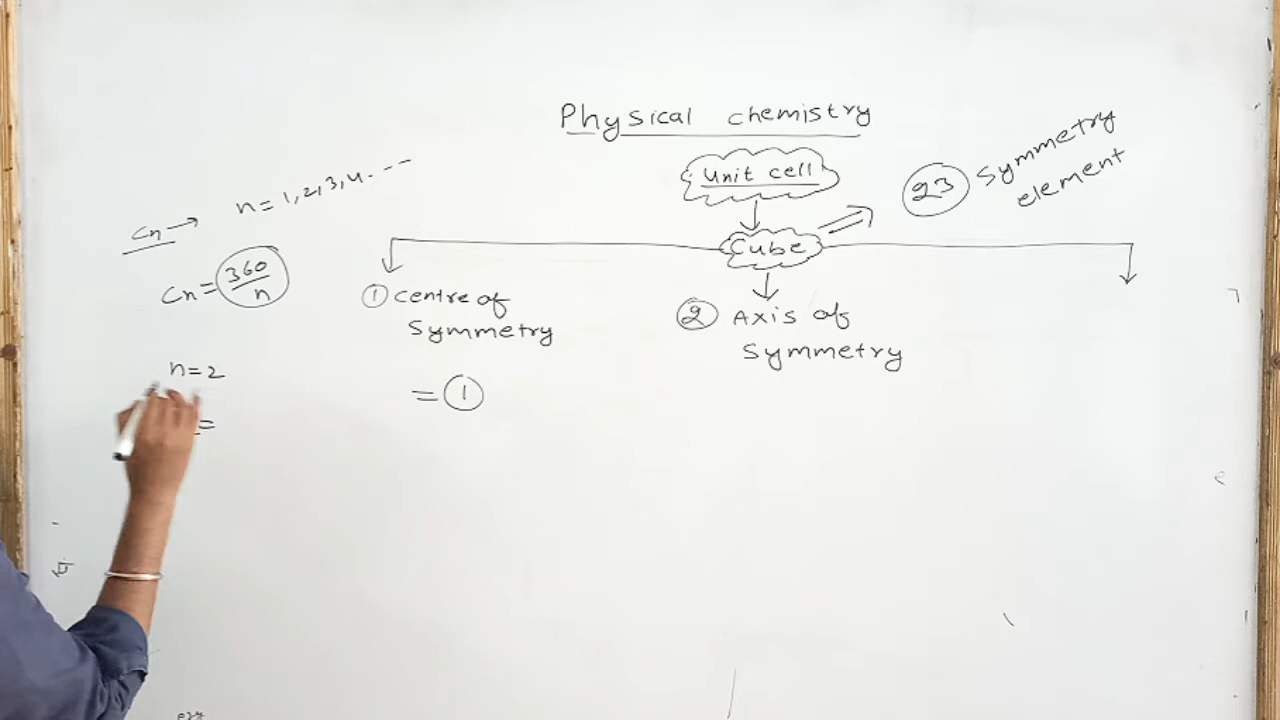 Physical chemistry
Unit cell
Cube
23 Symmetry
element
Cn → n = 1, 2, 3, 4 . - - -
Cn = 360/n
n = 2
=
① Centre of
Symmetry
= ①
② Axis of
Symmetry